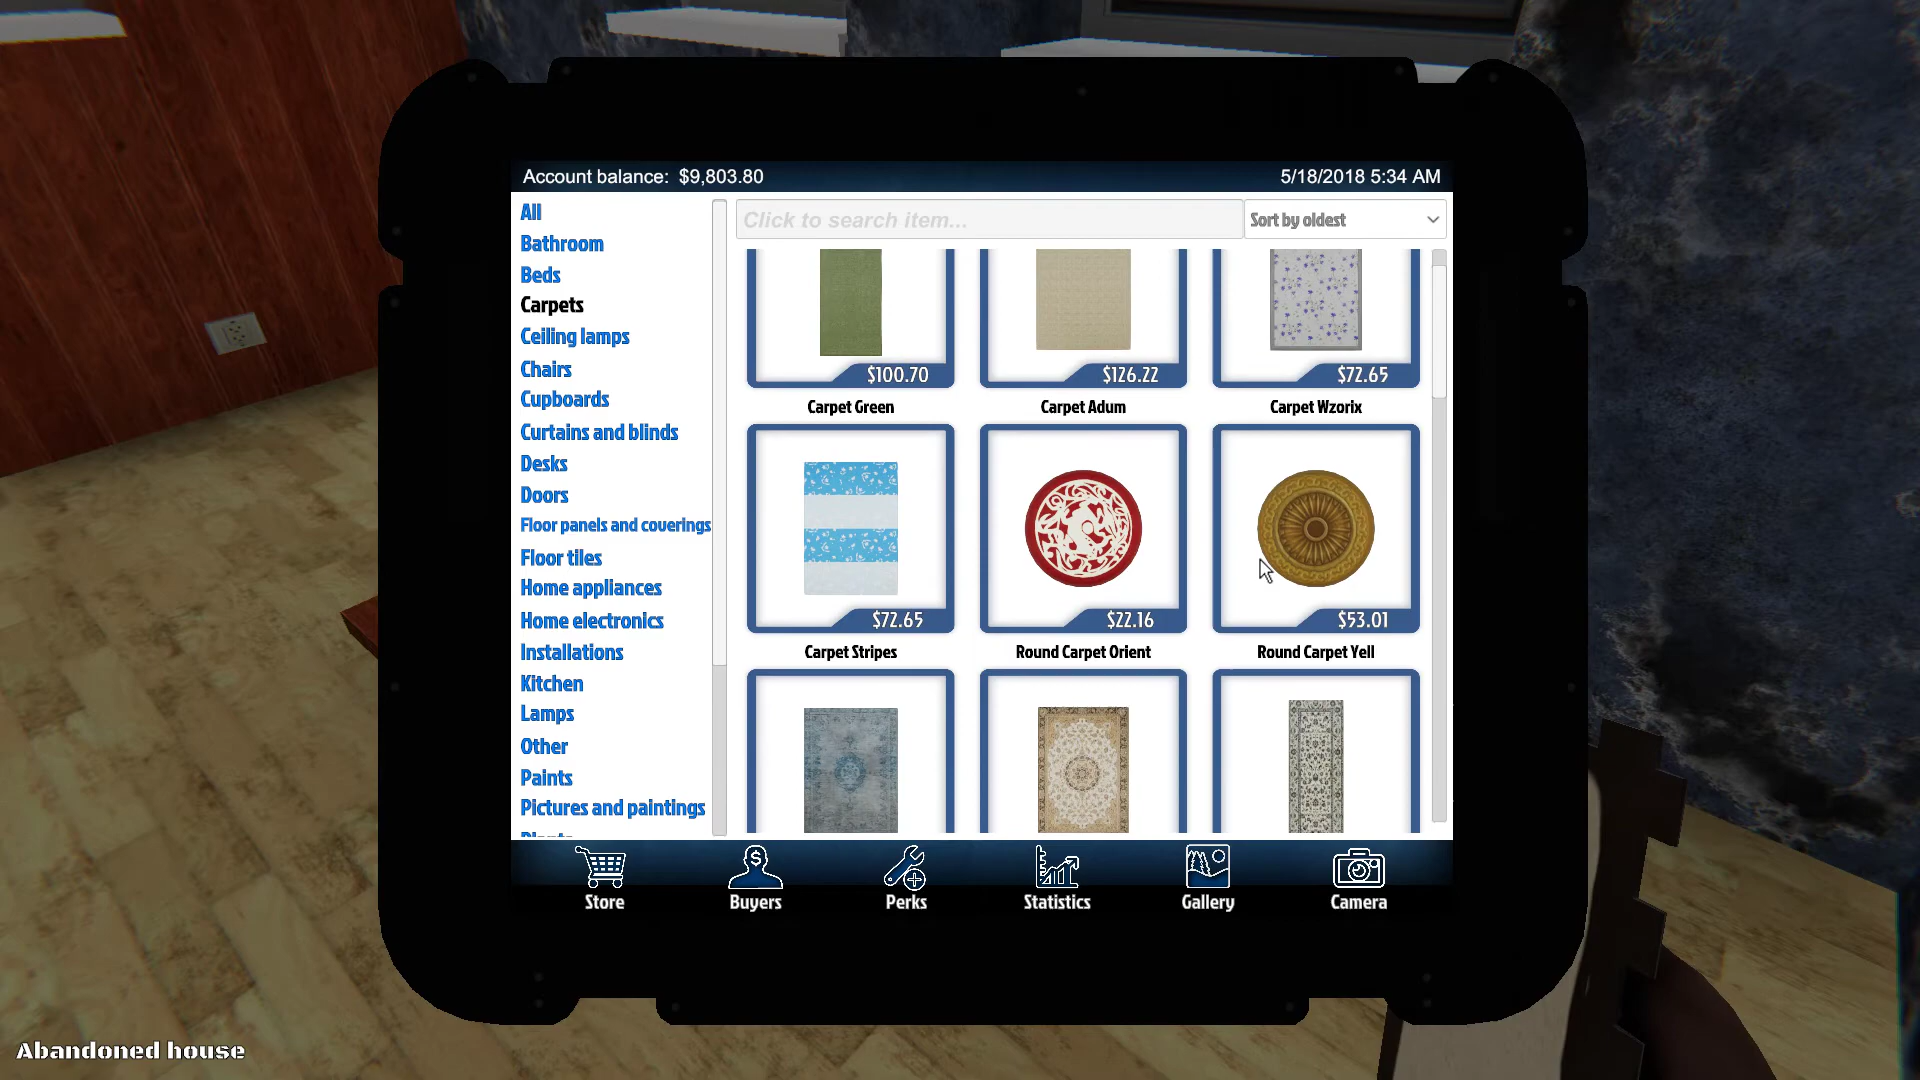 Account balance: $9,803.80
5/18/2018 5:34 AM
All
Bathroom
Beds
Carpets
Ceiling lamps
Chairs
Cupboards
Curtains and blinds
Desks
Doors
Floor panels and coverings
Floor tiles
Home appliances
Home electronics
Installations
Kitchen
Lamps
Other
Paints
Pictures and paintings
Click to search item...
Sort by oldest
$100.70
$126.22
$72.65
Carpet Green
Carpet Adum
Carpet Wzorix
$72.65
$22.16
$53.01
Carpet Stripes
Round Carpet Orient
Round Carpet Yell
Store
Buyers
Perks
Statistics
Gallery
Camera
Abandoned house